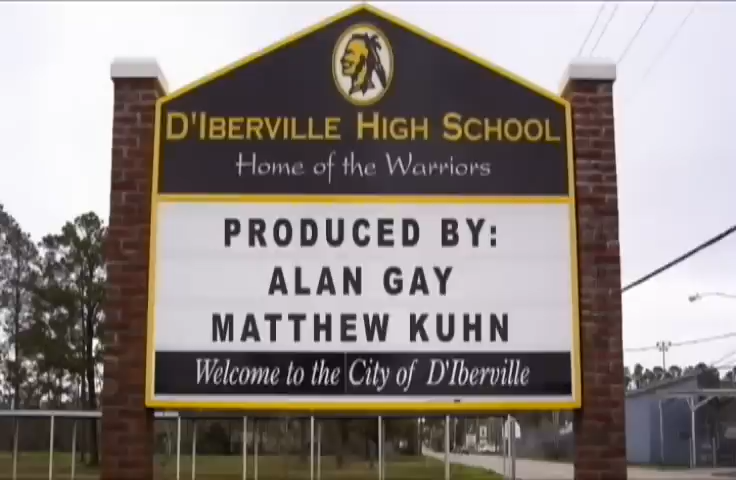 D'IBERVILLE HIGH SCHOOL
Home of the Warriors
PRODUCED BY:
ALAN GAY
MATTHEW KUHN
Welcome to the City of D'Iberville